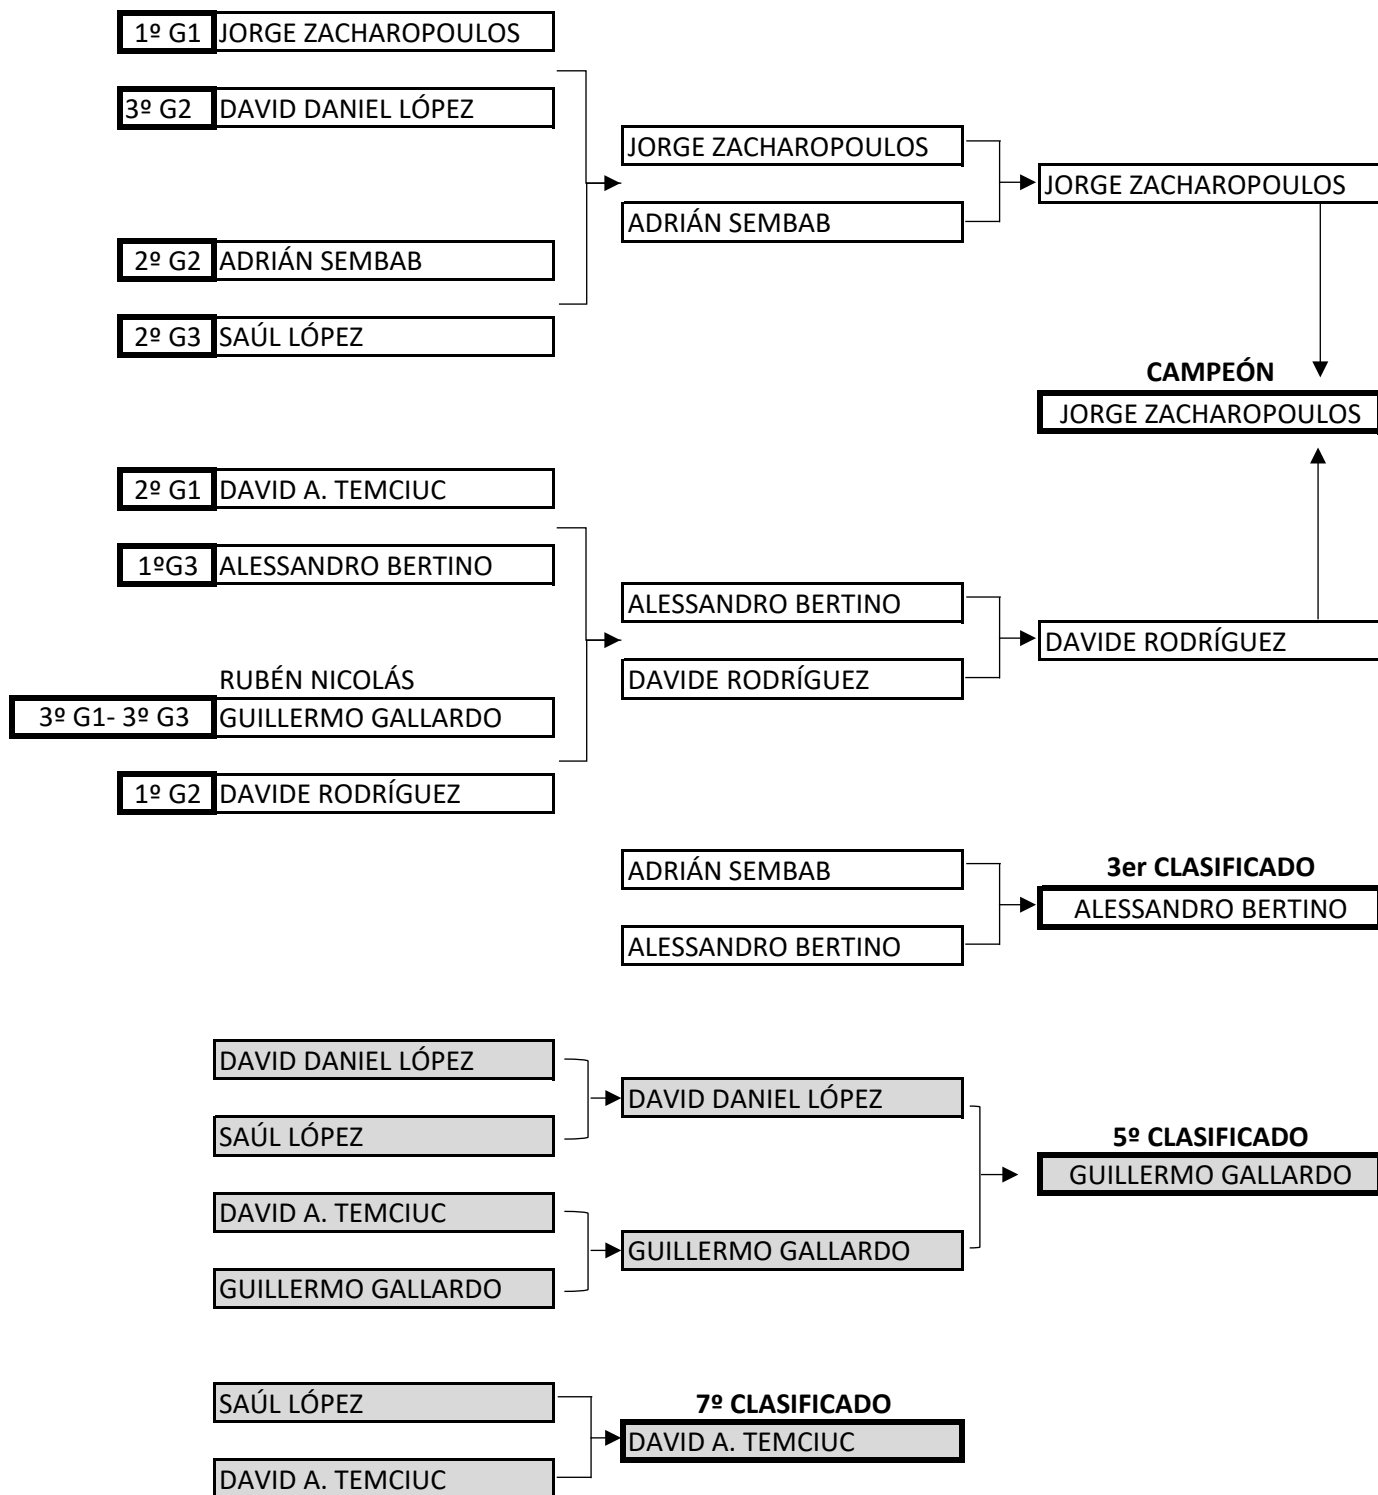 1º G1 JORGE ZACHAROPOULOS
3º G2 DAVID DANIEL LÓPEZ
JORGE ZACHAROPOULOS
JORGE ZACHAROPOULOS
ADRIÁN SEMBAB
2º G2 ADRIÁN SEMBAB
2º G3 SAÚL LÓPEZ
CAMPEÓN
JORGE ZACHAROPOULOS
2º G1 DAVID A. TEMCIUC
1ºG3 ALESSANDRO BERTINO
ALESSANDRO BERTINO
DAVIDE RODRÍGUEZ
RUBÉN NICOLÁS
DAVIDE RODRÍGUEZ
3º G1- 3º G3 GUILLERMO GALLARDO
1º G2 DAVIDE RODRÍGUEZ
ADRIÁN SEMBAB
3er CLASIFICADO
ALESSANDRO BERTINO
ALESSANDRO BERTINO
DAVID DANIEL LÓPEZ
DAVID DANIEL LÓPEZ
SAÚL LÓPEZ
5º CLASIFICADO
GUILLERMO GALLARDO
DAVID A. TEMCIUC
GUILLERMO GALLARDO
GUILLERMO GALLARDO
SAÚL LÓPEZ
7º CLASIFICADO
DAVID A. TEMCIUC
DAVID A. TEMCIUC